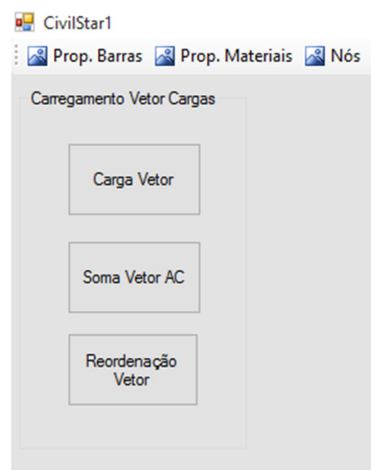 CivilStar1
Prop. Barras Prop. Materiais Nós
Carregamento Vetor Cargas
Carga Vetor
Soma Vetor AC
Reordenação
Vetor